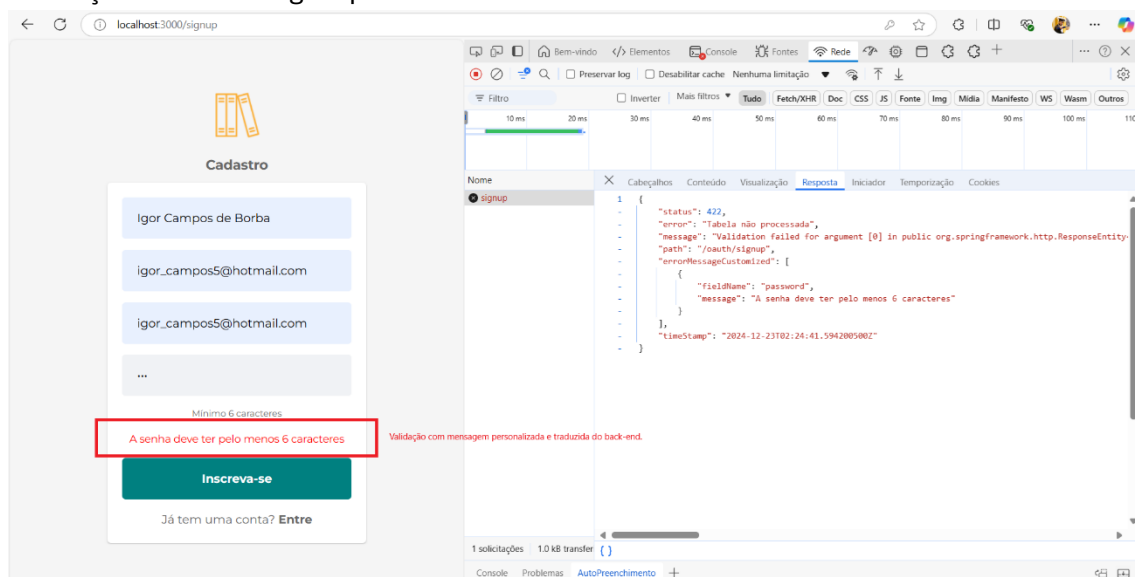 localhost:3000/signup
Bem-vindo Elementos Console Fontes Rede
Preservar log Desabilitar cache Nenhuma limitação
Filtro Inverter Mais filtros Tudo Fetch/XHR Doc CSS JS Fonte Img Mídia Manifesto WS Wasm Outros
10 ms 20 ms 30 ms 40 ms 50 ms 60 ms 70 ms 80 ms 90 ms 100 ms 110
Cadastro
Igor Campos de Borba
igor_campos5@hotmail.com
igor_campos5@hotmail.com
...
Mínimo 6 caracteres
A senha deve ter pelo menos 6 caracteres
Validação com mensagem personalizada e traduzida do back-end.
Inscreva-se
Já tem uma conta? Entre
Nome
signup
Cabeçalhos Conteúdo Visualização Resposta Iniciador Temporização Cookies
1 {
- "status": 422,
- "error": "Tabela não processada",
- "message": "Validation failed for argument [0] in public org.springframework.http.ResponseEntity
- "path": "/oauth/signup",
- "errorMessageCustomized": [
- {
- "fieldName": "password",
- "message": "A senha deve ter pelo menos 6 caracteres"
- }
- ],
- "timeStamp": "2024-12-23T02:24:41.594200500Z"
- }
1 solicitações 1.0 kB transfer { }
Console Problemas AutoPreenchimento